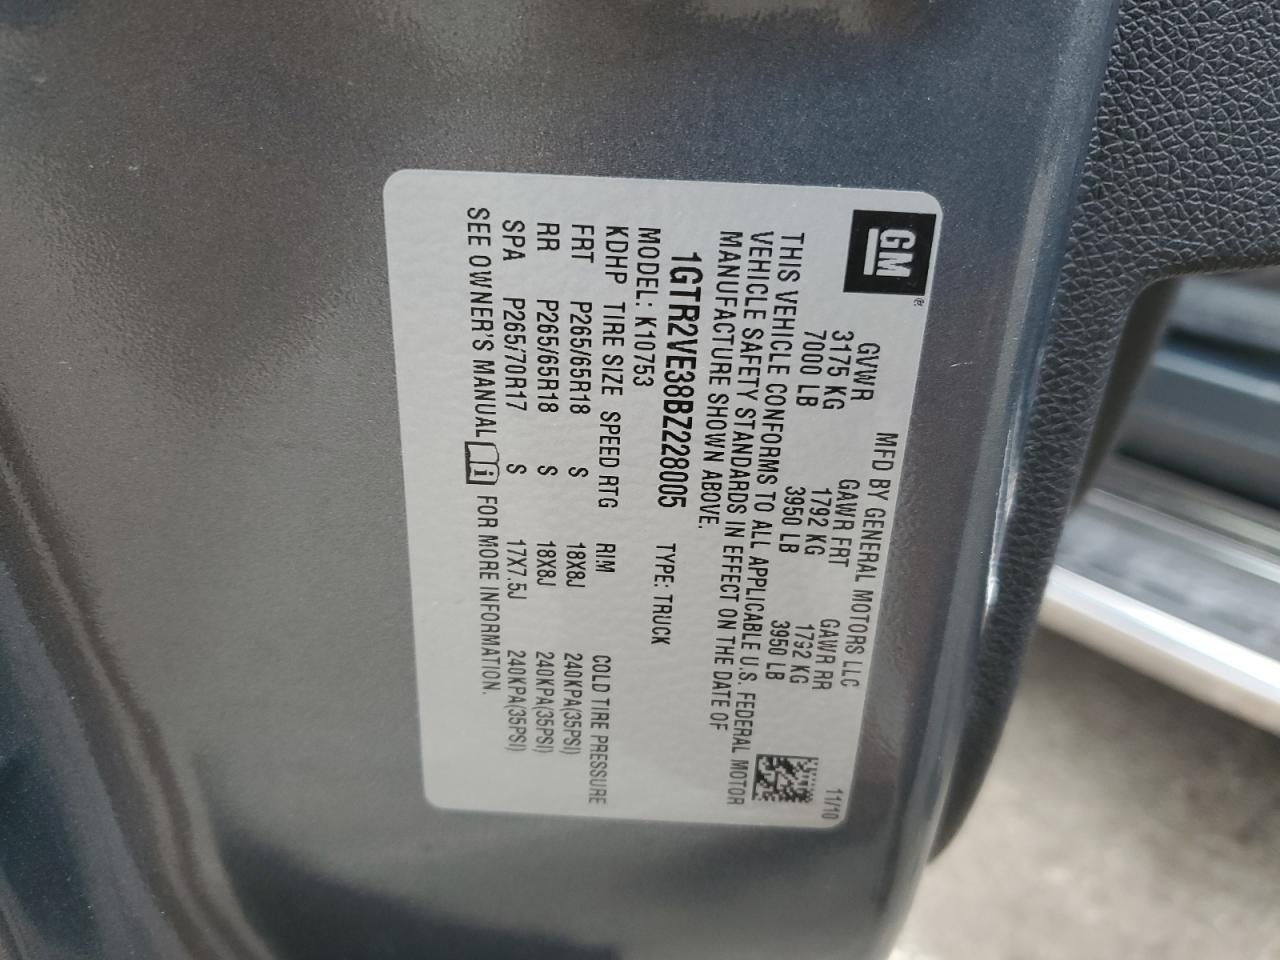 GM®
MFD BY GENERAL MOTORS LLC 11/10
GVWR GAWR FRT GAWR RR
3175 KG 1792 KG 1792 KG
7000 LB 3950 LB 3950 LB
THIS VEHICLE CONFORMS TO ALL APPLICABLE U.S. FEDERAL MOTOR
VEHICLE SAFETY STANDARDS IN EFFECT ON THE DATE OF
MANUFACTURE SHOWN ABOVE.
1GTR2VE38BZ228005 TYPE: TRUCK
MODEL: K10753
KDHP TIRE SIZE SPEED RTG RIM COLD TIRE PRESSURE
FRT P265/65R18 S 18X8J 240KPA(35PSI)
RR P265/65R18 S 18X8J 240KPA(35PSI)
SPA P265/70R17 S 17X7.5J 240KPA(35PSI)
SEE OWNER'S MANUAL i FOR MORE INFORMATION.